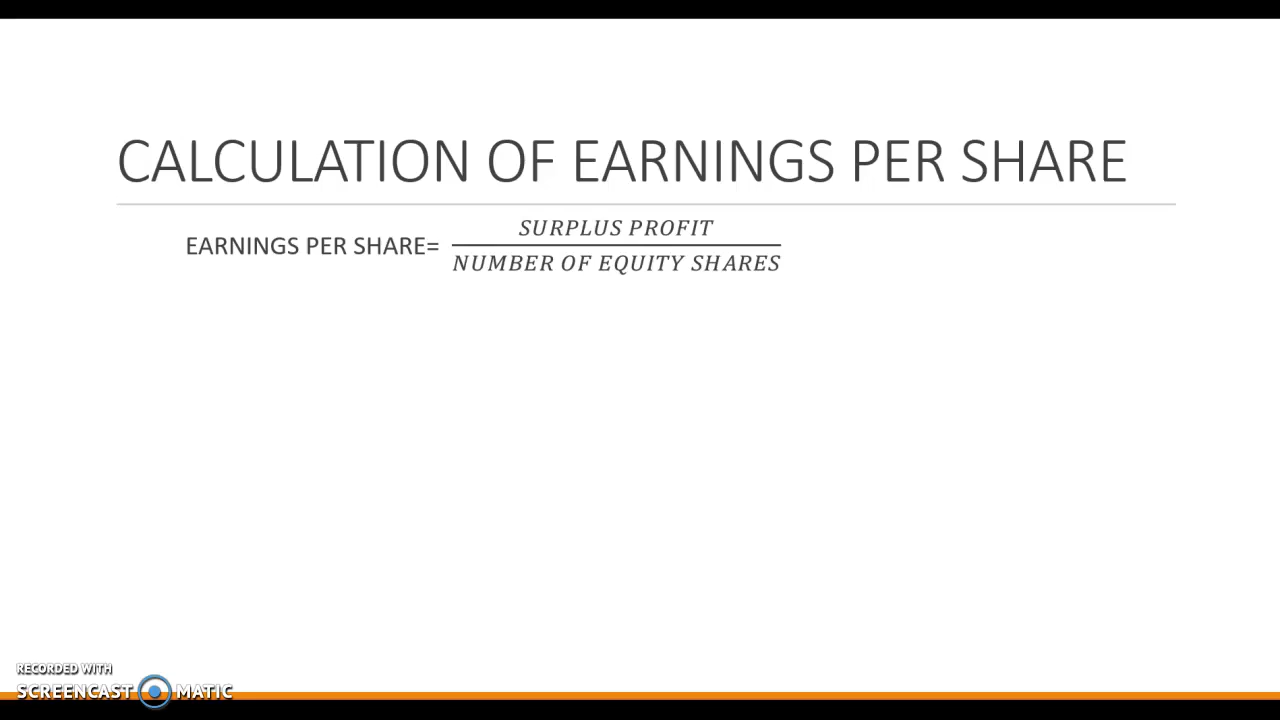 CALCULATION OF EARNINGS PER SHARE
EARNINGS PER SHARE= SURPLUS PROFIT
NUMBER OF EQUITY SHARES
RECORDED WITH
SCREENCAST MATIC